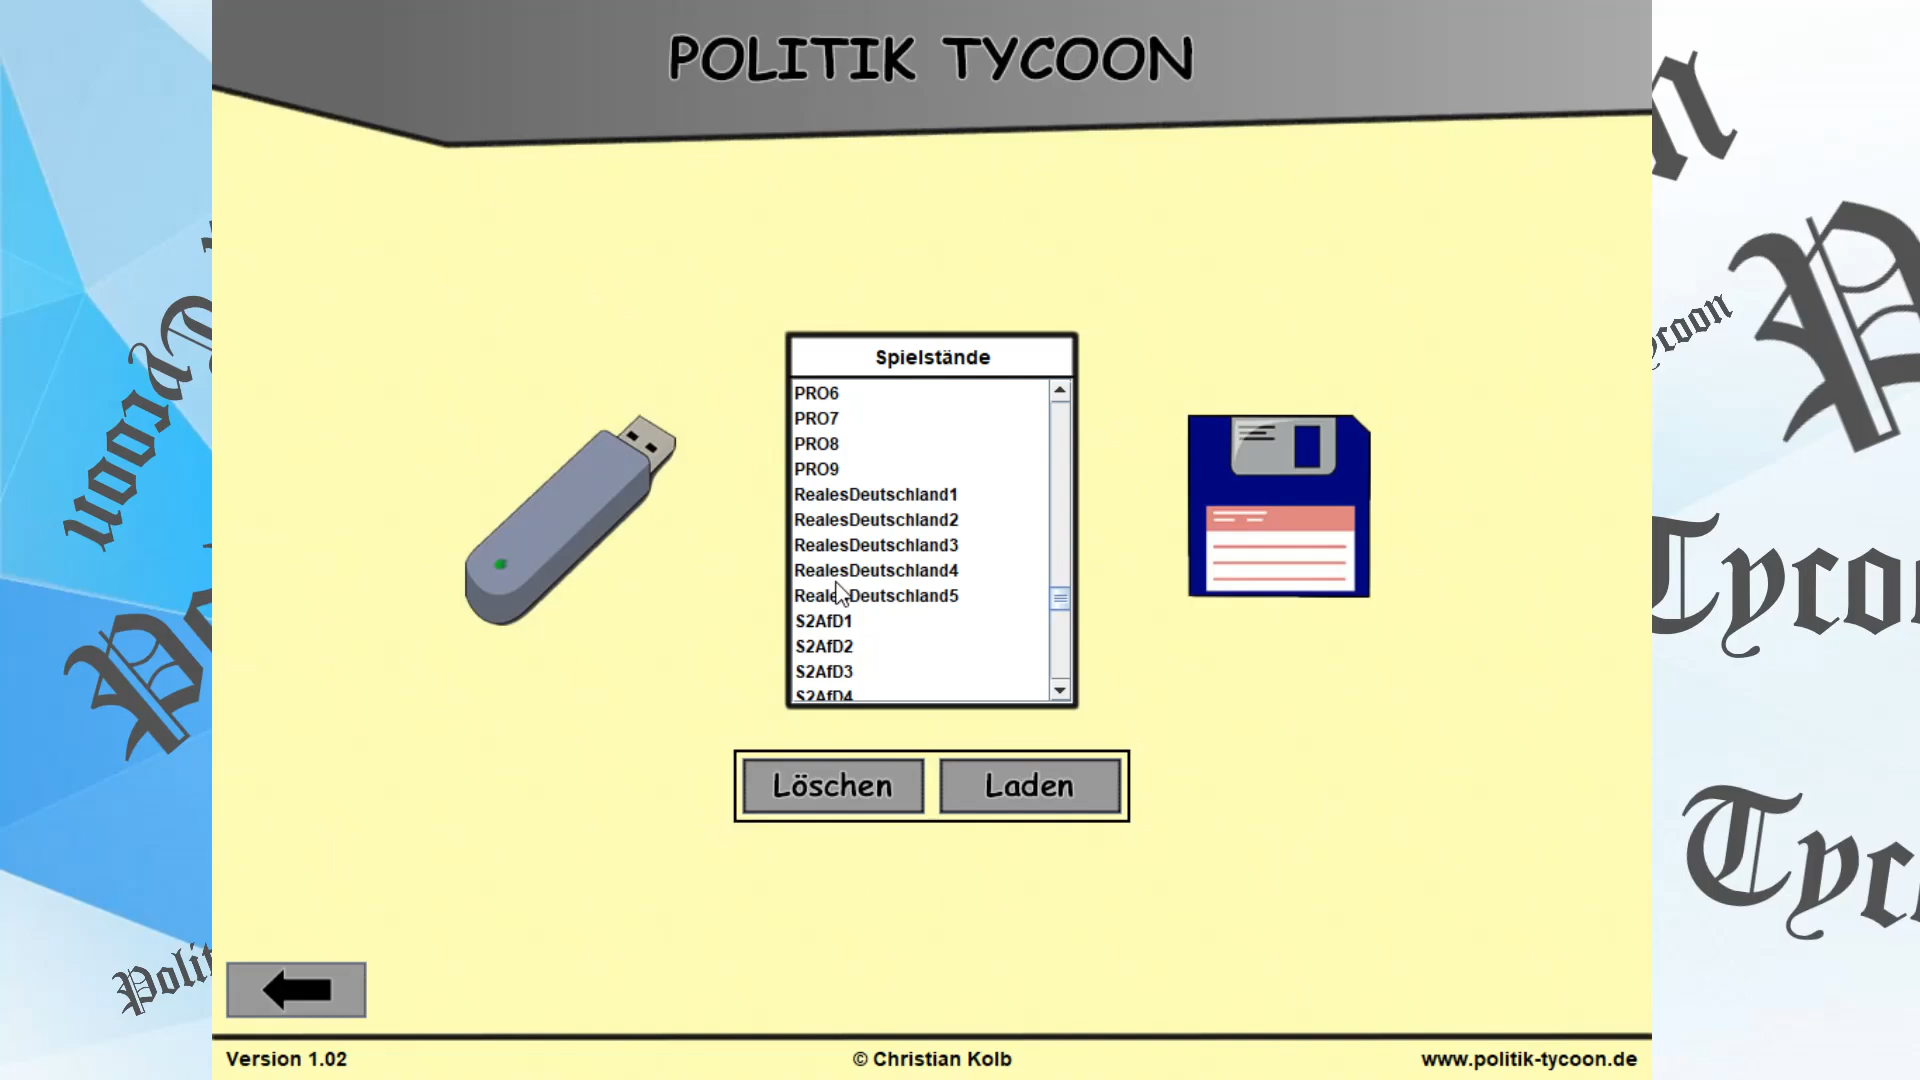 POLITIK TYCOON
Spielstände
PRO6
PRO7
PRO8
PRO9
RealesDeutschland1
RealesDeutschland2
RealesDeutschland3
RealesDeutschland4
RealesDeutschland5
S2AfD1
S2AfD2
S2AfD3
S2AfD4
Löschen
Laden
Version 1.02
© Christian Kolb
www.politik-tycoon.de